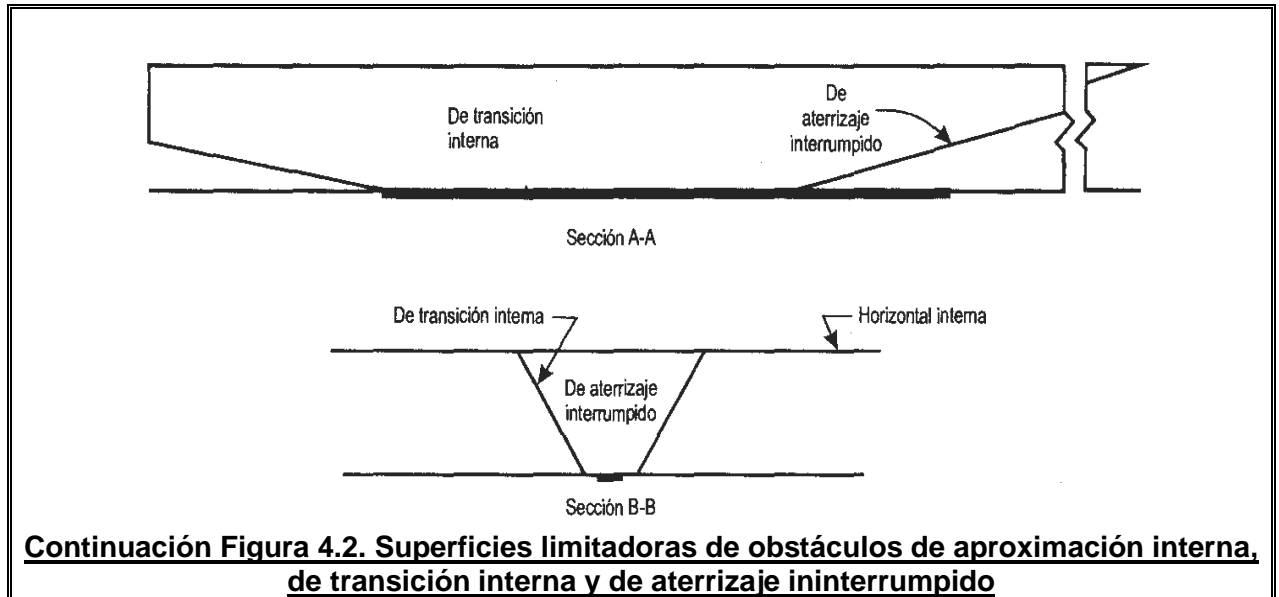 De transición
interna
De
aterrizaje
interrumpido
Sección A-A
De transición interna
Horizontal interna
De aterrizaje
interrumpido
Sección B-B
Continuación Figura 4.2. Superficies limitadoras de obstáculos de aproximación interna,
de transición interna y de aterrizaje ininterrumpido